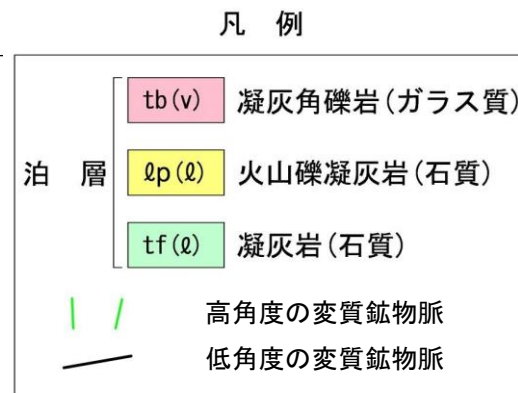 凡 例
tb(v) 凝灰角礫岩(ガラス質)
泊 層 ℓp(ℓ) 火山礫凝灰岩(石質)
tf(ℓ) 凝灰岩(石質)
高角度の変質鉱物脈
低角度の変質鉱物脈